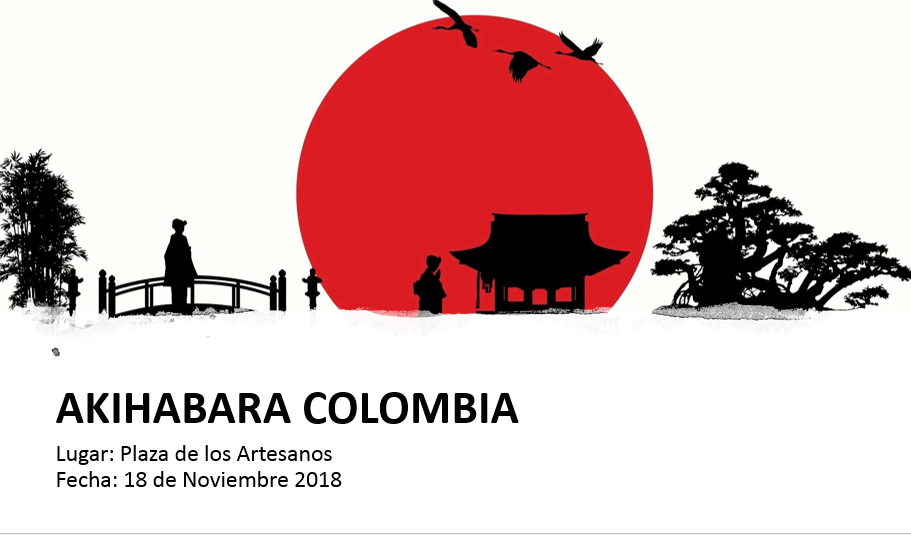 AKIHABARA COLOMBIA
Lugar: Plaza de los Artesanos
Fecha: 18 de Noviembre 2018